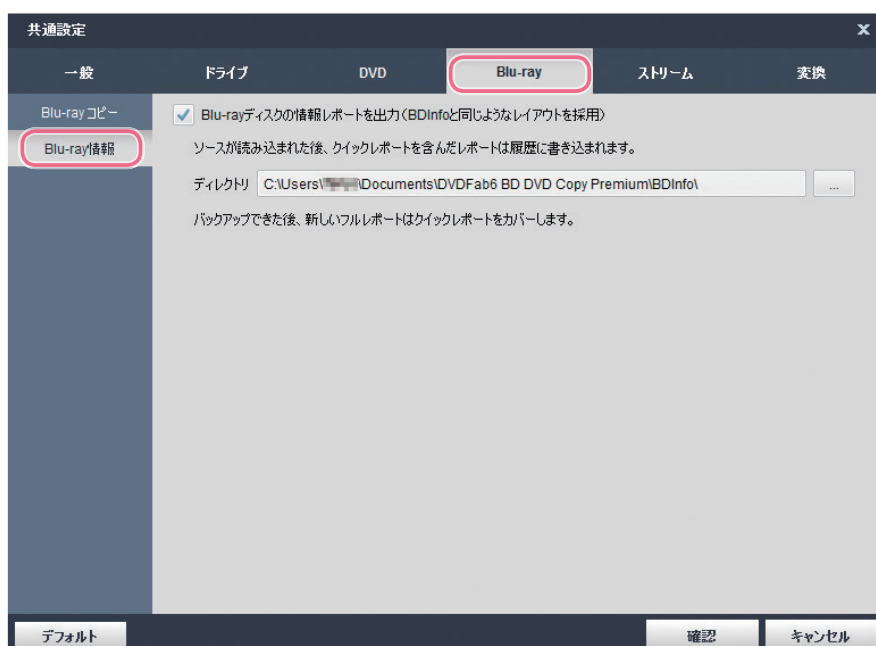 共通設定
x
一般 ドライブ DVD Blu-ray ストリーム 変換
Blu-rayコピー
Blu-ray情報
Blu-rayディスクの情報レポートを出力(BDInfoと同じようなレイアウトを採用)
ソースが読み込まれた後、クイックレポートを含んだレポートは履歴に書き込まれます。
ディレクトリ C:\Users\ \Documents\DVDFab6 BD DVD Copy Premium\BDInfo\ ...
バックアップできた後、新しいフルレポートはクイックレポートをカバーします。
デフォルト 確認 キャンセル